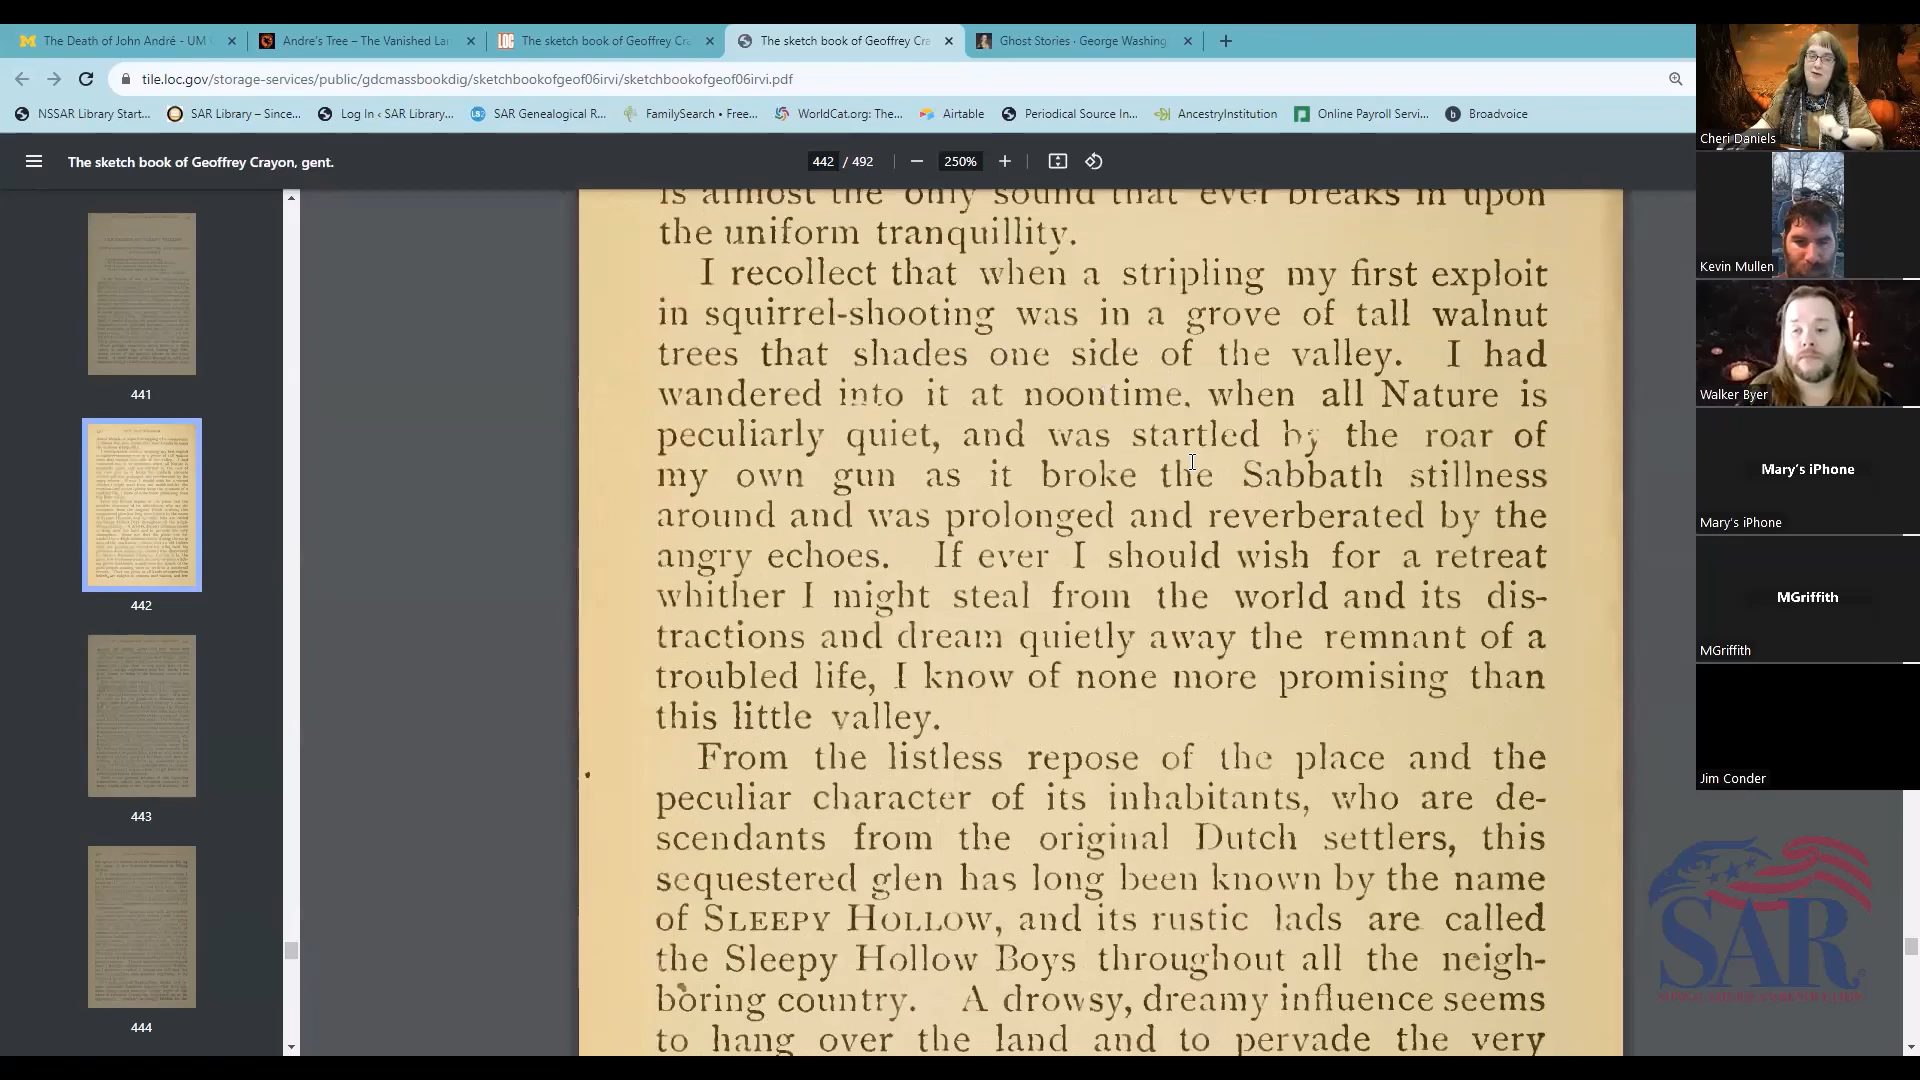 The Death of John André - UM
Andre's Tree – The Vanished La
LOC
The sketch book of Geoffrey Cra
The sketch book of Geoffrey Cra
Ghost Stories · George Washing
tile.loc.gov/storage-services/public/gdcmassbookdig/sketchbookofgeof06irvi/sketchbookofgeof06irvi.pdf
NSSAR Library Start...
SAR Library – Since...
Log In ‹ SAR Library...
SAR Genealogical R...
FamilySearch • Free...
WorldCat.org: The...
Airtable
Periodical Source In...
AncestryInstitution
Online Payroll Servi...
Broadvoice
The sketch book of Geoffrey Crayon, gent.
442 / 492
250%
441
442
443
444
is almost the only sound that ever breaks in upon
the uniform tranquillity.
I recollect that when a stripling my first exploit
in squirrel-shooting was in a grove of tall walnut
trees that shades one side of the valley. I had
wandered into it at noontime, when all Nature is
peculiarly quiet, and was startled by the roar of
my own gun as it broke the Sabbath stillness
around and was prolonged and reverberated by the
angry echoes. If ever I should wish for a retreat
whither I might steal from the world and its dis-
tractions and dream quietly away the remnant of a
troubled life, I know of none more promising than
this little valley.
From the listless repose of the place and the
peculiar character of its inhabitants, who are de-
scendants from the original Dutch settlers, this
sequestered glen has long been known by the name
of SLEEPY HOLLOW, and its rustic lads are called
the Sleepy Hollow Boys throughout all the neigh-
boring country. A drowsy, dreamy influence seems
to hang over the land and to pervade the very
Cheri Daniels
Kevin Mullen
Walker Byer
Mary's iPhone
Mary's iPhone
MGriffith
MGriffith
Jim Conder
SAR